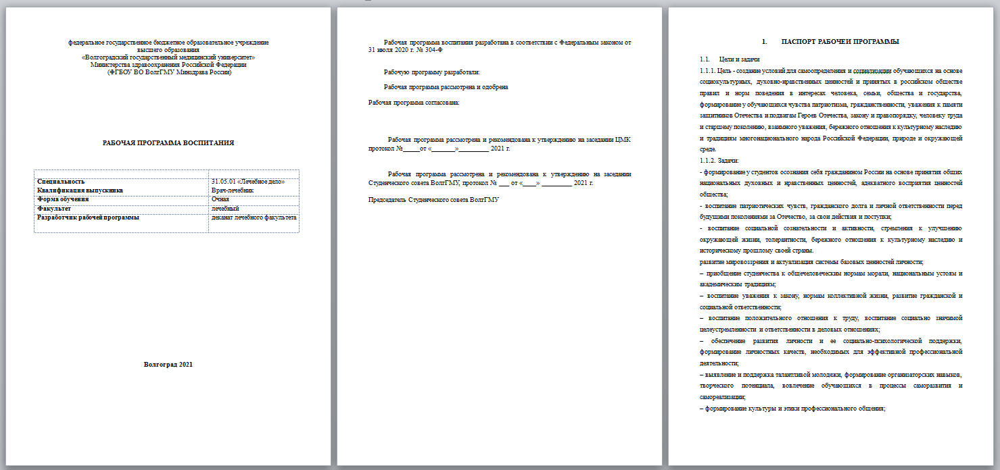 федеральное государственное бюджетное образовательное учреждение
высшего образования
«Волгоградский государственный медицинский университет»
Министерства здравоохранения Российской Федерации
(ФГБОУ ВО ВолгГМУ Минздрава России)
РАБОЧАЯ ПРОГРАММА ВОСПИТАНИЯ
Специальность 31.05.01 «Лечебное дело»
Квалификация выпускника Врач-лечебник
Форма обучения Очная
Факультет лечебный
Разработчик рабочей программы деканат лечебного факультета
Волгоград 2021
Рабочая программа воспитания разработана в соответствии с Федеральным законом от
31 июля 2020 г. № 304-Ф
Рабочую программу разработали:
Рабочая программа рассмотрена и одобрена
Рабочая программа согласована:
Рабочая программа рассмотрена и рекомендована к утверждению на заседании ЦМК
протокол №_____от «_______»_________ 2021 г.
Рабочая программа рассмотрена и рекомендована к утверждению на заседании
Студенческого совета ВолгГМУ, протокол № ___ от «____» _________ 2021 г.
Председатель Студенческого совета ВолгГМУ
1. ПАСПОРТ РАБОЧЕЙ ПРОГРАММЫ
1.1. Цели и задачи
1.1.1. Цель - создание условий для самоопределения и социализации обучающихся на основе
социокультурных, духовно-нравственных ценностей и принятых в российском обществе
правил и норм поведения в интересах человека, семьи, общества и государства,
формирование у обучающихся чувства патриотизма, гражданственности, уважения к памяти
защитников Отечества и подвигам Героев Отечества, закону и правопорядку, человеку труда
и старшему поколению, взаимного уважения, бережного отношения к культурному наследию
и традициям многонационального народа Российской Федерации, природе и окружающей
среде.
1.1.2. Задачи:
- формирование у студентов осознания себя гражданином России на основе принятия общих
национальных духовных и нравственных ценностей, адекватного восприятия ценностей
общества;
- воспитание патриотических чувств, гражданского долга и личной ответственности перед
будущими поколениями за Отечество, за свои действия и поступки;
- воспитание социальной сознательности и активности, стремления к улучшению
окружающей жизни, толерантности, бережного отношения к культурному наследию и
историческому прошлому своей страны.
развитие мировоззрения и актуализация системы базовых ценностей личности;
– приобщение студенчества к общечеловеческим нормам морали, национальным устоям и
академическим традициям;
– воспитание уважения к закону, нормам коллективной жизни, развитие гражданской и
социальной ответственности;
– воспитание положительного отношения к труду, воспитание социально значимой
целеустремленности и ответственности в деловых отношениях;
– обеспечение развития личности и ее социально-психологической поддержки,
формирование личностных качеств, необходимых для эффективной профессиональной
деятельности;
– выявление и поддержка талантливой молодежи, формирование организаторских навыков,
творческого потенциала, вовлечение обучающихся в процессы саморазвития и
самореализации;
– формирование культуры и этики профессионального общения;